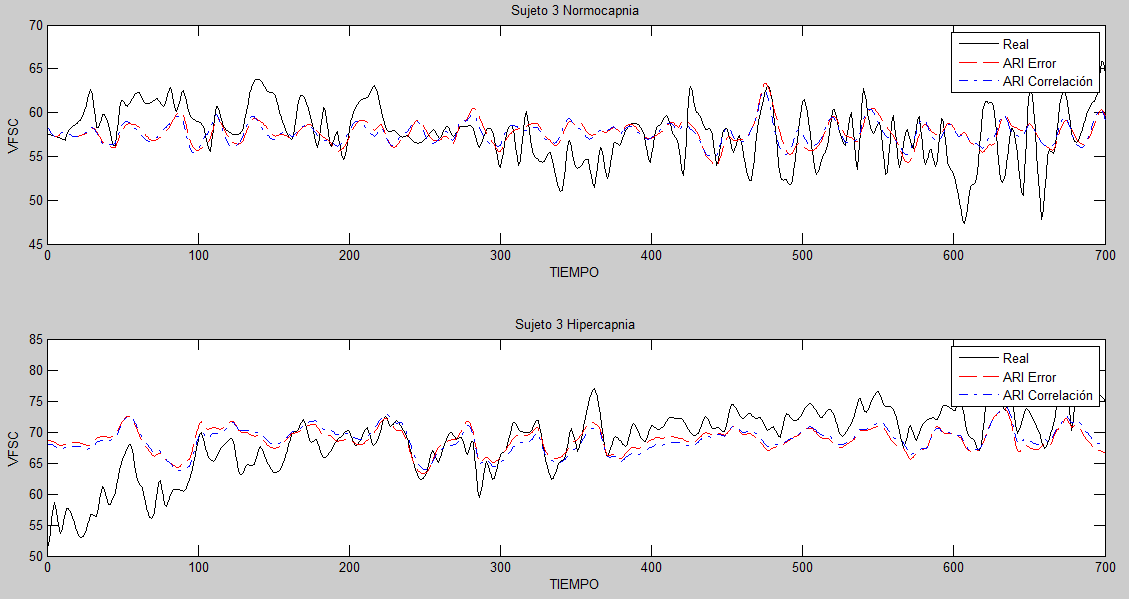 Sujeto 3 Normocapnia
70
65
60
55
50
45
VFSC
0 100 200 300 400 500 600 700
TIEMPO
Real
ARI Error
ARI Correlación
Sujeto 3 Hipercapnia
85
80
75
70
65
60
55
50
VFSC
0 100 200 300 400 500 600 700
TIEMPO
Real
ARI Error
ARI Correlación